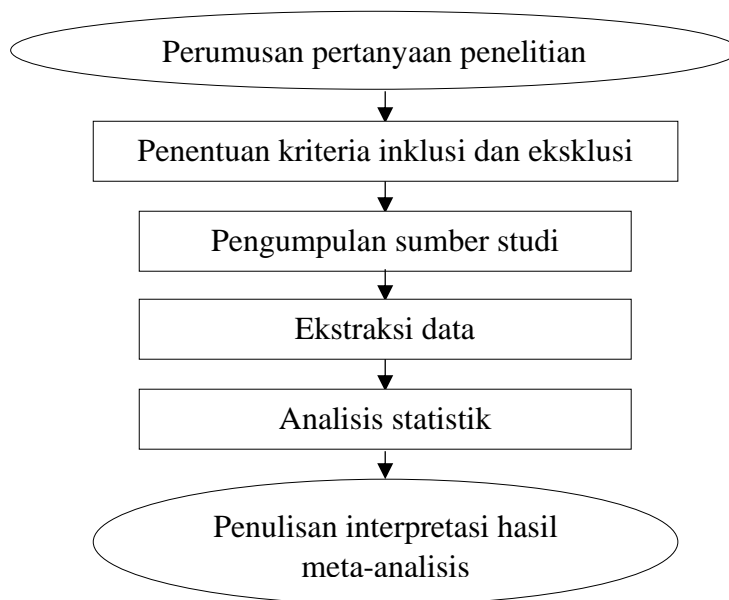 Perumusan pertanyaan penelitian
Penentuan kriteria inklusi dan eksklusi
Pengumpulan sumber studi
Ekstraksi data
Analisis statistik
Penulisan interpretasi hasil
meta-analisis